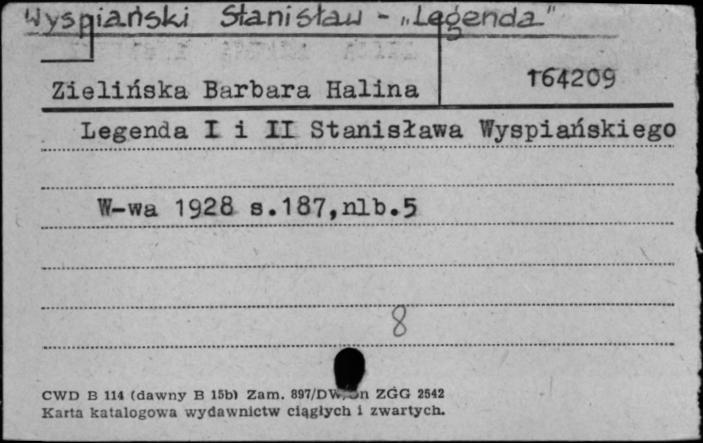 Wyspiański Stanisław - „Legenda"
Zielińska Barbara Halina
164209
Legenda I i II Stanisława Wyspiańskiego
W-wa 1928 s.187,nlb.5
8
CWD B 114 (dawny B 15b) Zam. 897/DW, ZGG 2542
Karta katalogowa wydawnictw ciągłych i zwartych.